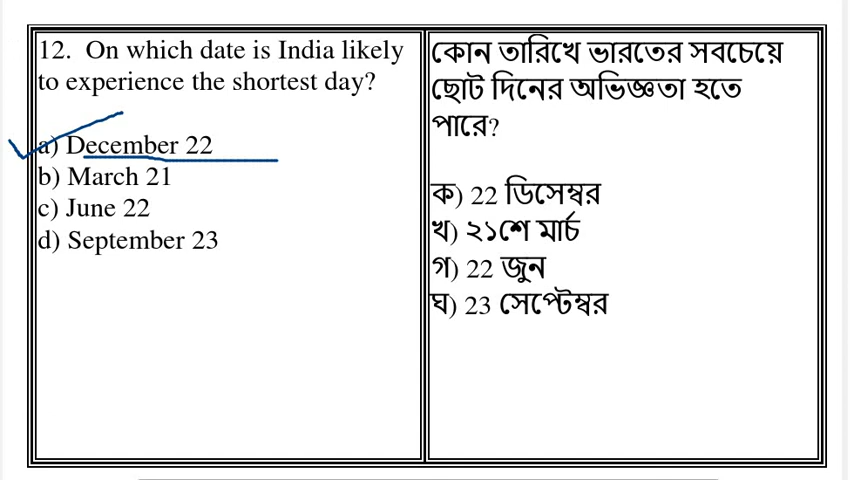 12. On which date is India likely
to experience the shortest day?
a) December 22
b) March 21
c) June 22
d) September 23
কোন তারিখে ভারতের সবচেয়ে
ছোট দিনের অভিজ্ঞতা হতে
পারে?
ক) 22 ডিসেম্বর
খ) ২১শে মার্চ
গ) 22 জুন
ঘ) 23 সেপ্টেম্বর